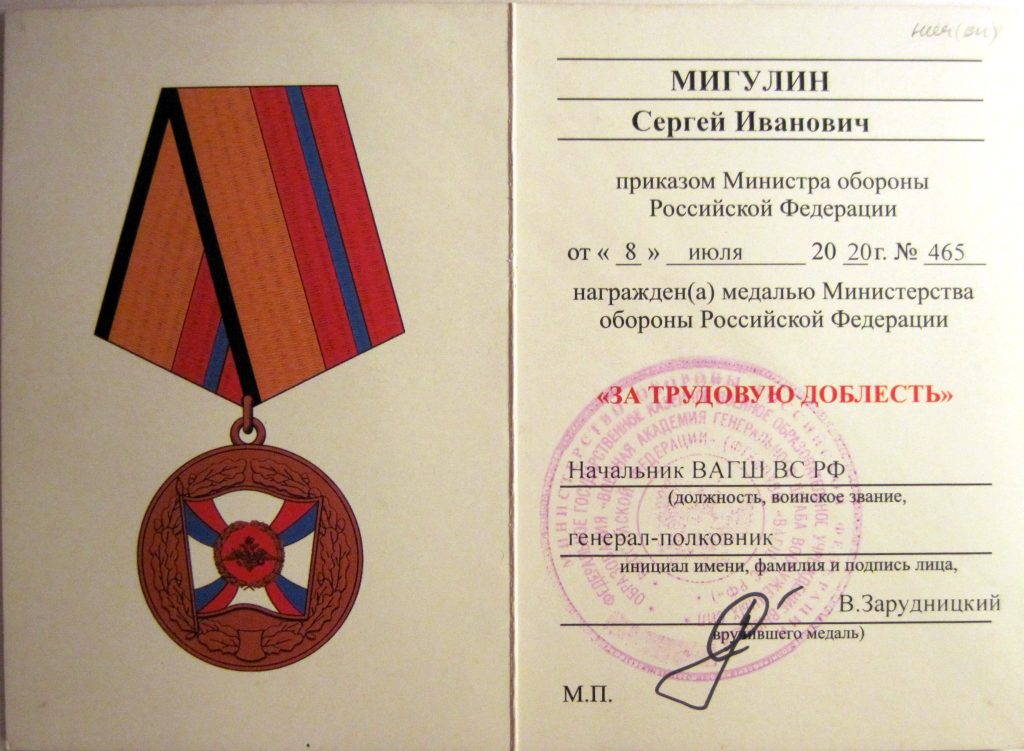 МИГУЛИН
Сергей Иванович
приказом Министра обороны
Российской Федерации
от « 8 » июля 20 20 г. № 465
награжден(а) медалью Министерства
обороны Российской Федерации
«ЗА ТРУДОВУЮ ДОБЛЕСТЬ»
Начальник ВАГШ ВС РФ
(должность, воинское звание,
генерал-полковник
инициал имени, фамилия и подпись лица,
В.Зарудницкий
вручившего медаль)
М.П.